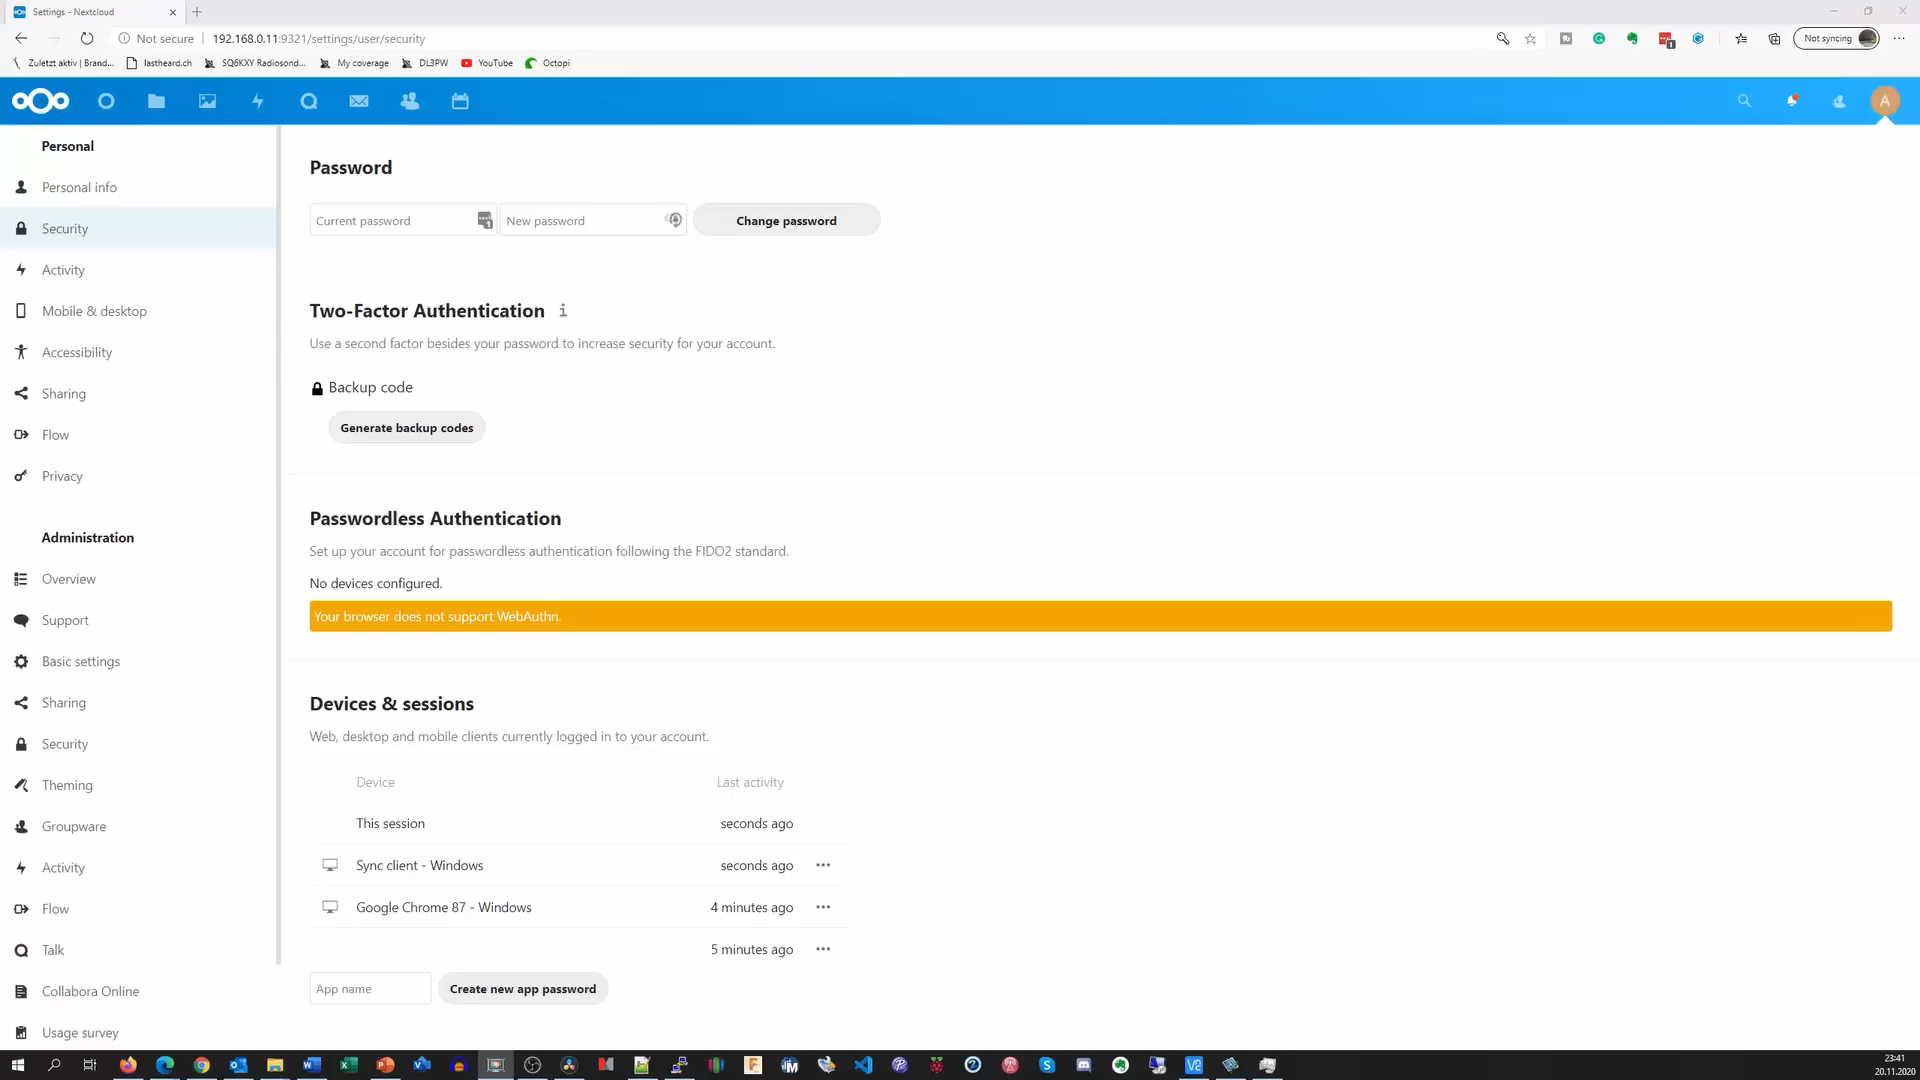 Settings - Nextcloud
Not secure
192.168.0.11:9321/settings/user/security
Not syncing
Zuletzt aktiv | Brand...
lastheard.ch
SQ6KXY Radiosond...
My coverage
DL3PW
YouTube
Octopi
A
Personal
Personal info
Security
Activity
Mobile & desktop
Accessibility
Sharing
Flow
Privacy
Administration
Overview
Support
Basic settings
Sharing
Security
Theming
Groupware
Activity
Flow
Talk
Collabora Online
Usage survey
Password
Current password
New password
Change password
Two-Factor Authentication
Use a second factor besides your password to increase security for your account.
Backup code
Generate backup codes
Passwordless Authentication
Set up your account for passwordless authentication following the FIDO2 standard.
No devices configured.
Your browser does not support WebAuthn.
Devices & sessions
Web, desktop and mobile clients currently logged in to your account.
Device
Last activity
This session
seconds ago
Sync client - Windows
seconds ago
Google Chrome 87 - Windows
4 minutes ago
5 minutes ago
App name
Create new app password
23:41
20.11.2020